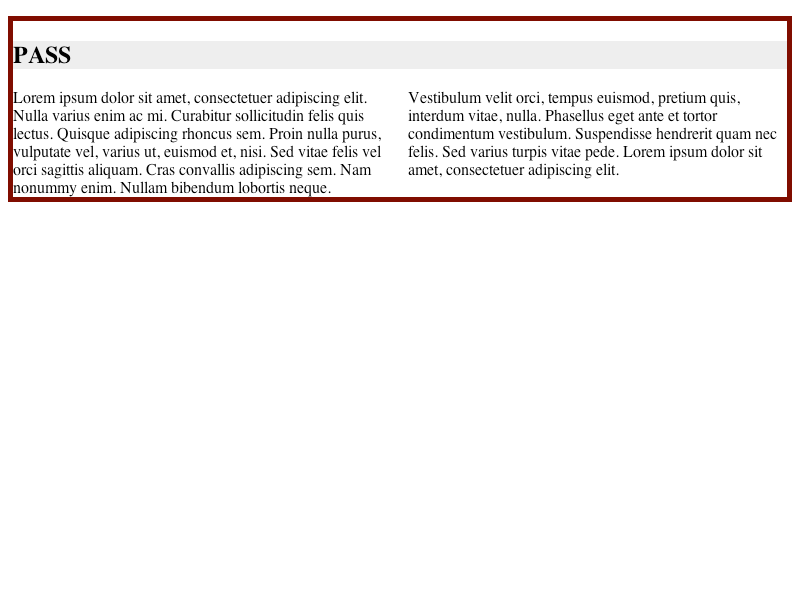 PASS
Lorem ipsum dolor sit amet, consectetuer adipiscing elit.
Nulla varius enim ac mi. Curabitur sollicitudin felis quis
lectus. Quisque adipiscing rhoncus sem. Proin nulla purus,
vulputate vel, varius ut, euismod et, nisi. Sed vitae felis vel
orci sagittis aliquam. Cras convallis adipiscing sem. Nam
nonummy enim. Nullam bibendum lobortis neque.
Vestibulum velit orci, tempus euismod, pretium quis,
interdum vitae, nulla. Phasellus eget ante et tortor
condimentum vestibulum. Suspendisse hendrerit quam nec
felis. Sed varius turpis vitae pede. Lorem ipsum dolor sit
amet, consectetuer adipiscing elit.